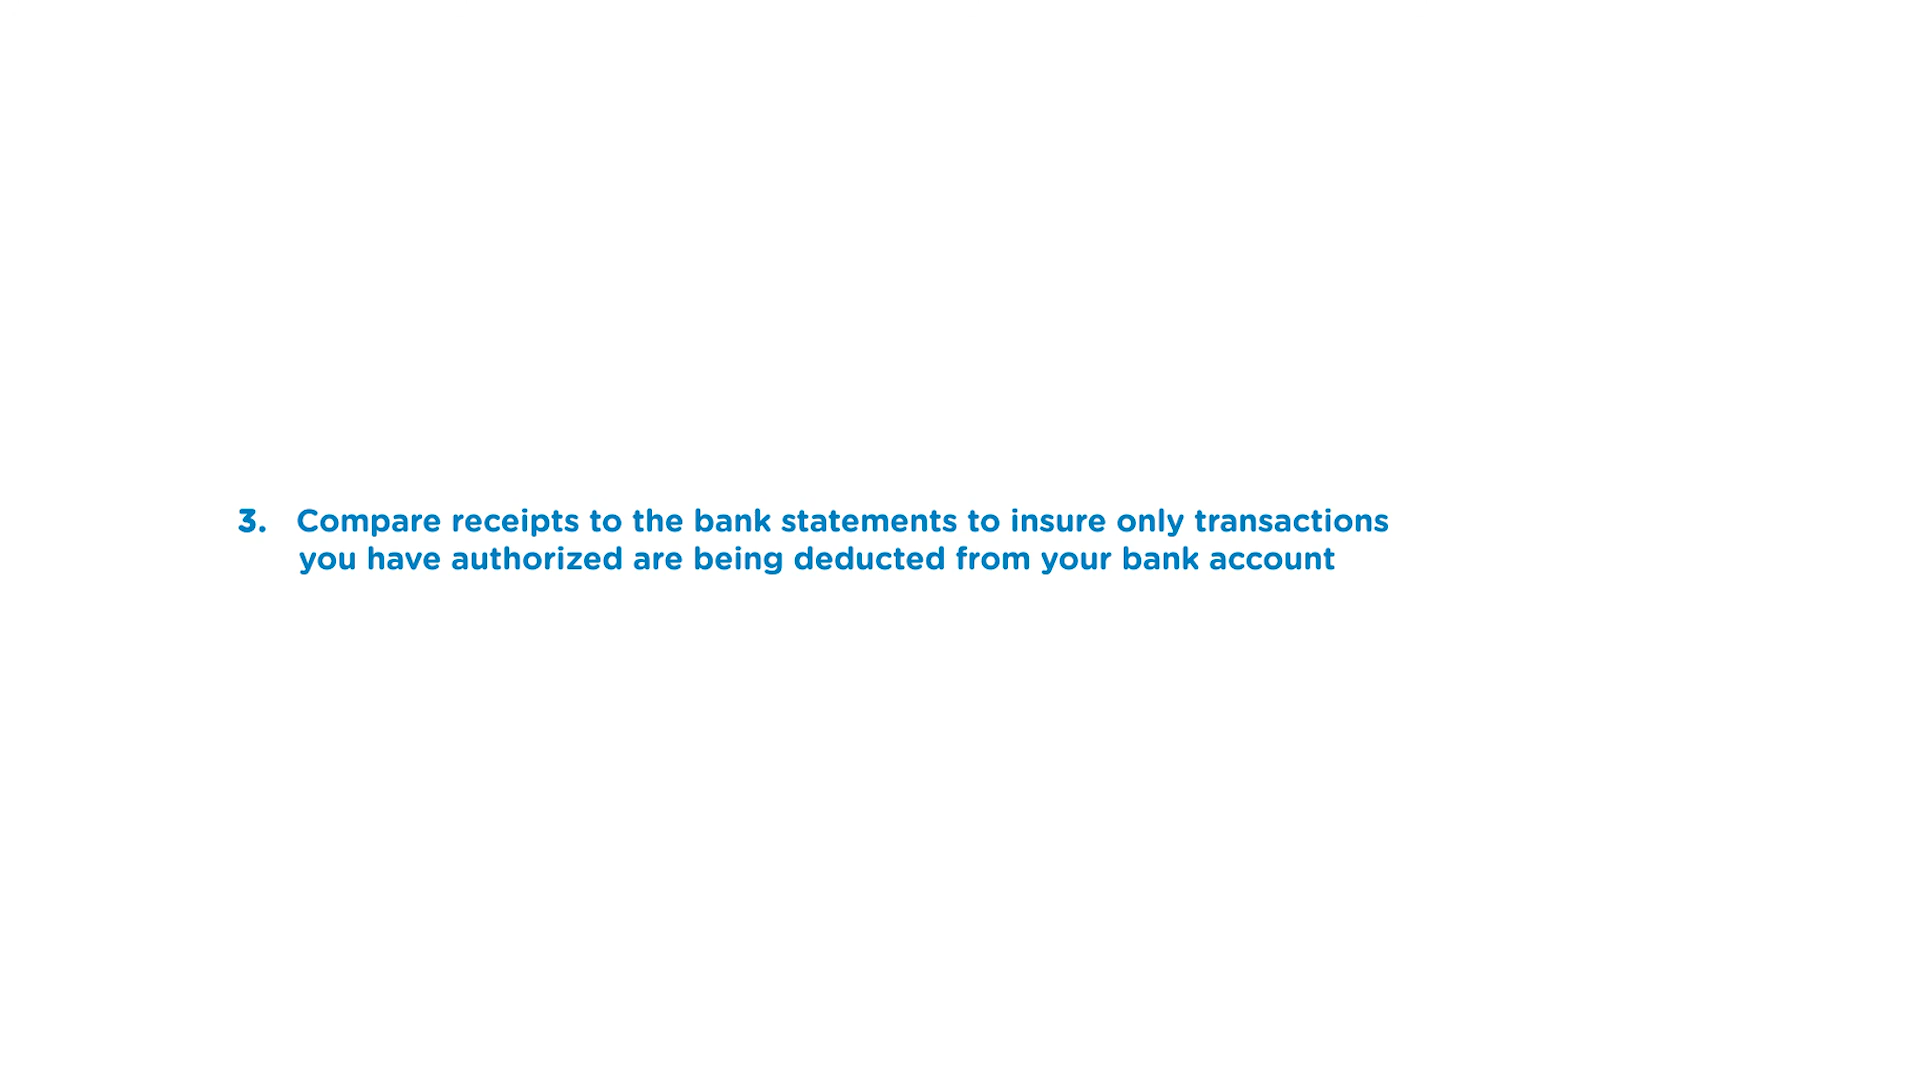 3. Compare receipts to the bank statements to insure only transactions
you have authorized are being deducted from your bank account